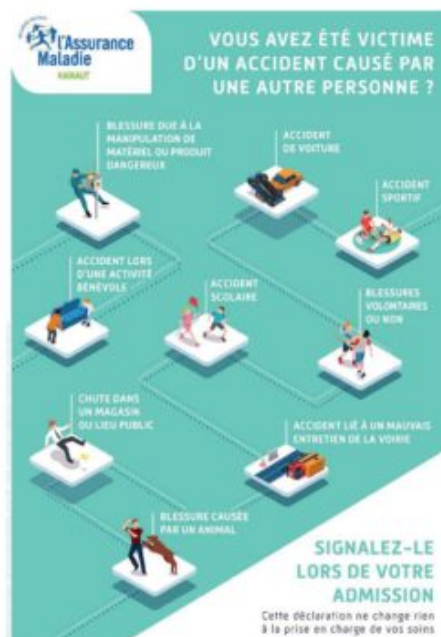 l'Assurance
Maladie
HAINAUT
VOUS AVEZ ÉTÉ VICTIME
D'UN ACCIDENT CAUSÉ PAR
UNE AUTRE PERSONNE ?
BLESSURE DUE À LA
MANIPULATION DE
MATÉRIEL OU PRODUIT
DANGEREUX
ACCIDENT
DE VOITURE
ACCIDENT
SPORTIF
ACCIDENT LORS
D'UNE ACTIVITÉ
BÉNÉVOLE
ACCIDENT
SCOLAIRE
BLESSURES
VOLONTAIRES
OU NON
CHUTE DANS
UN MAGASIN
OU LIEU PUBLIC
ACCIDENT LIÉ À UN MAUVAIS
ENTRETIEN DE LA VOIRIE
BLESSURE CAUSÉE
PAR UN ANIMAL
SIGNALEZ-LE
LORS DE VOTRE
ADMISSION
Cette déclaration ne change rien
à la prise en charge de vos soins